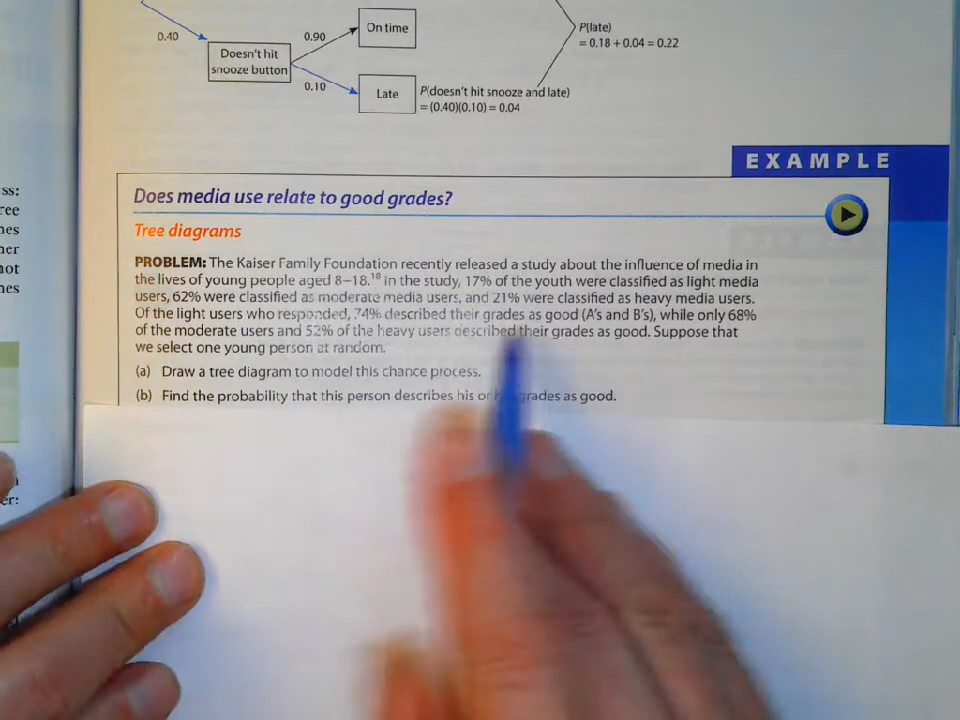 0.40
Doesn't hit
snooze button
0.90
On time
0.10
Late
P(doesn't hit snooze and late)
= (0.40)(0.10) = 0.04
P(late)
= 0.18 + 0.04 = 0.22
EXAMPLE
Does media use relate to good grades?
Tree diagrams
PROBLEM: The Kaiser Family Foundation recently released a study about the influence of media in
the lives of young people aged 8–18.18 in the study, 17% of the youth were classified as light media
users, 62% were classified as moderate media users, and 21% were classified as heavy media users.
Of the light users who responded, 74% described their grades as good (A's and B's), while only 68%
of the moderate users and 52% of the heavy users described their grades as good. Suppose that
we select one young person at random.
(a) Draw a tree diagram to model this chance process.
(b) Find the probability that this person describes his or grades as good.
ss: